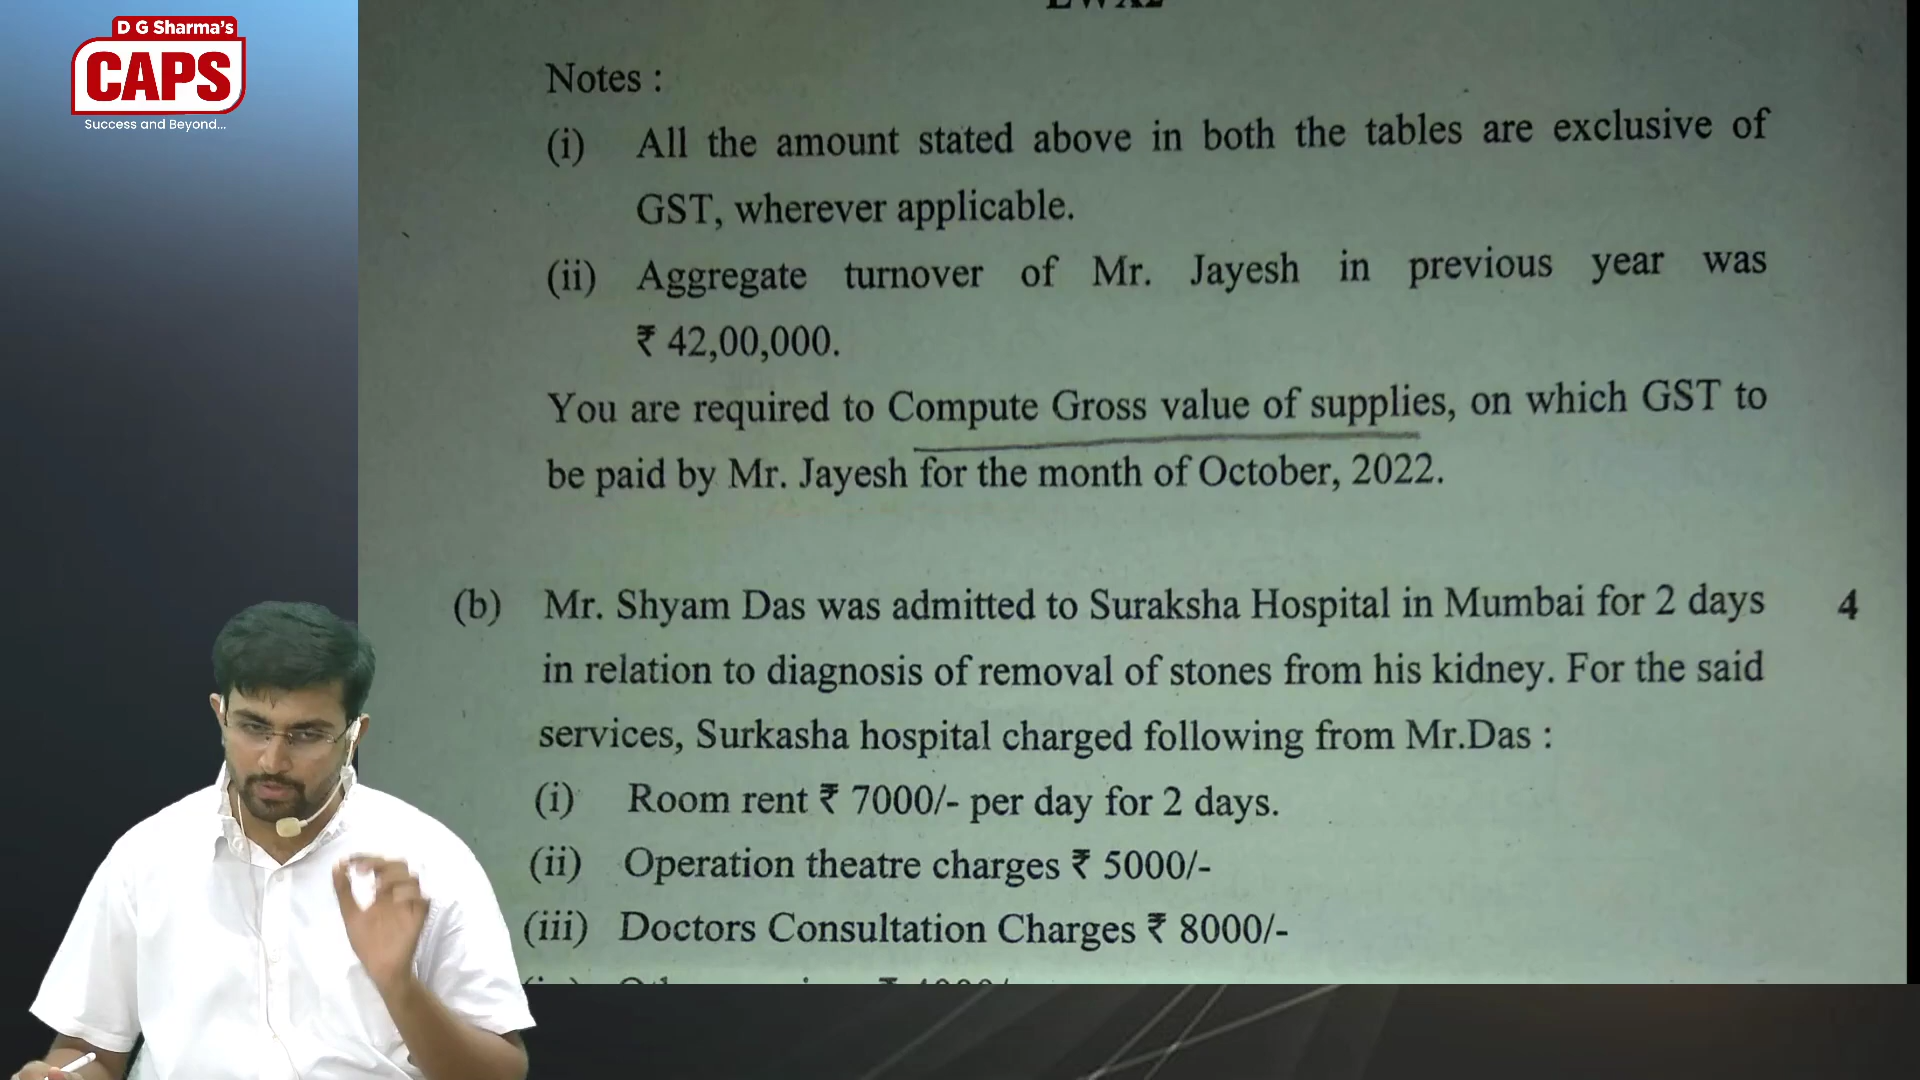 D G Sharma's
CAPS
Success and Beyond...
Notes :
(i) All the amount stated above in both the tables are exclusive of
GST, wherever applicable.
(ii) Aggregate turnover of Mr. Jayesh in previous year was
₹ 42,00,000.
You are required to Compute Gross value of supplies, on which GST to
be paid by Mr. Jayesh for the month of October, 2022.
(b) Mr. Shyam Das was admitted to Suraksha Hospital in Mumbai for 2 days 4
in relation to diagnosis of removal of stones from his kidney. For the said
services, Surkasha hospital charged following from Mr.Das :
(i) Room rent ₹ 7000/- per day for 2 days.
(ii) Operation theatre charges ₹ 5000/-
(iii) Doctors Consultation Charges ₹ 8000/-